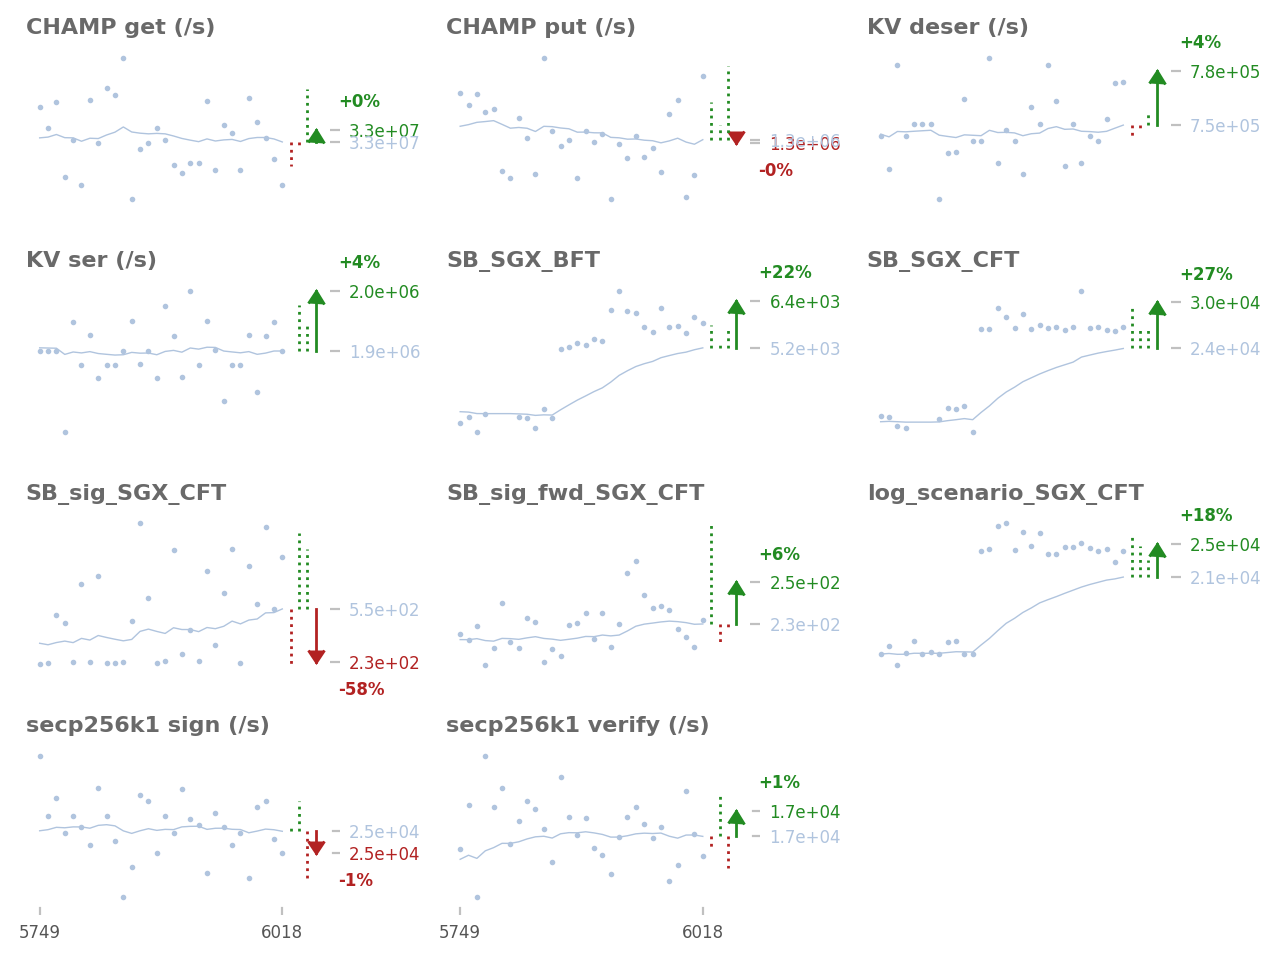 CHAMP get (/s)
+0%
3.3e+07
3.3e+07
CHAMP put (/s)
1.3e+06
1.3e+06
-0%
KV deser (/s)
+4%
7.8e+05
7.5e+05
KV ser (/s)
+4%
2.0e+06
1.9e+06
SB_SGX_BFT
+22%
6.4e+03
5.2e+03
SB_SGX_CFT
+27%
3.0e+04
2.4e+04
SB_sig_SGX_CFT
5.5e+02
2.3e+02
-58%
SB_sig_fwd_SGX_CFT
+6%
2.5e+02
2.3e+02
log_scenario_SGX_CFT
+18%
2.5e+04
2.1e+04
secp256k1 sign (/s)
2.5e+04
2.5e+04
-1%
secp256k1 verify (/s)
+1%
1.7e+04
1.7e+04
5749
6018
5749
6018